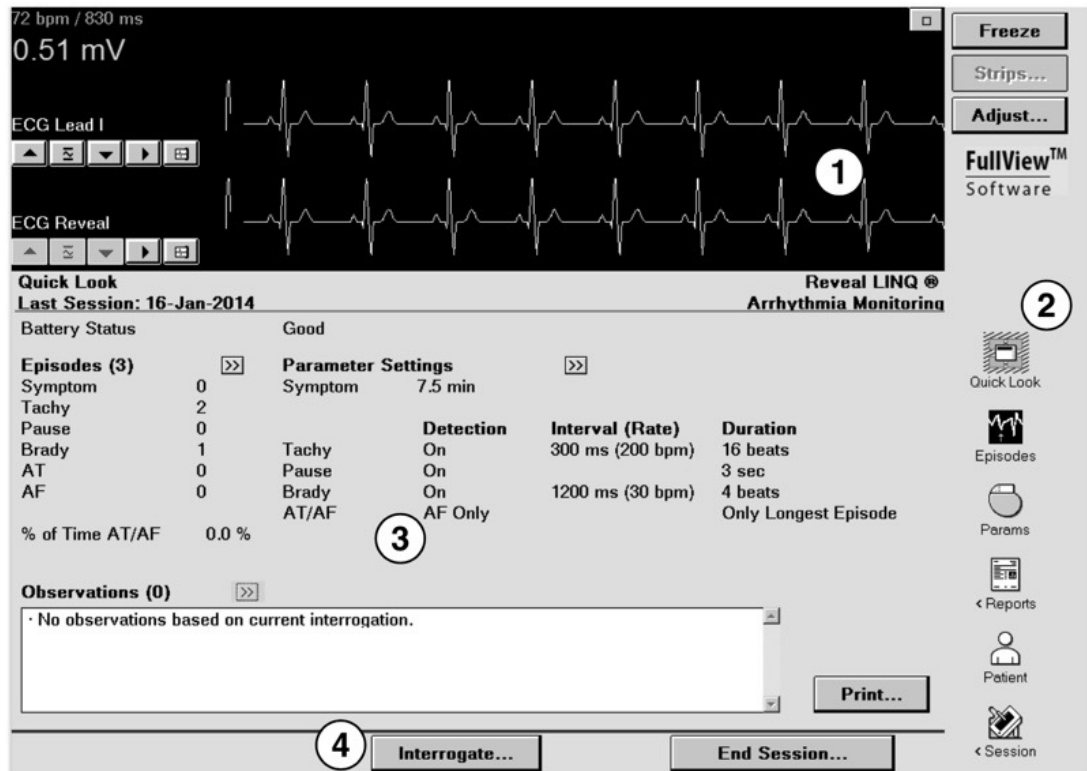 72 bpm / 830 ms
0.51 mV
ECG Lead I
ECG Reveal
1
Freeze
Strips...
Adjust...
FullView™
Software
Quick Look Reveal LINQ ®
Last Session: 16-Jan-2014 Arrhythmia Monitoring
2
Battery Status Good
Episodes (3) >> Parameter Settings >>
Symptom 0 Symptom 7.5 min
Tachy 2
Pause 0 Detection Interval (Rate) Duration
Brady 1 Tachy On 300 ms (200 bpm) 16 beats
AT 0 Pause On 3 sec
AF 0 Brady On 1200 ms (30 bpm) 4 beats
AT/AF AF Only Only Longest Episode
% of Time AT/AF 0.0 %
3
Observations (0) >>
· No observations based on current interrogation.
Print...
4
Interrogate...
End Session...
Quick Look
Episodes
Params
< Reports
Patient
< Session